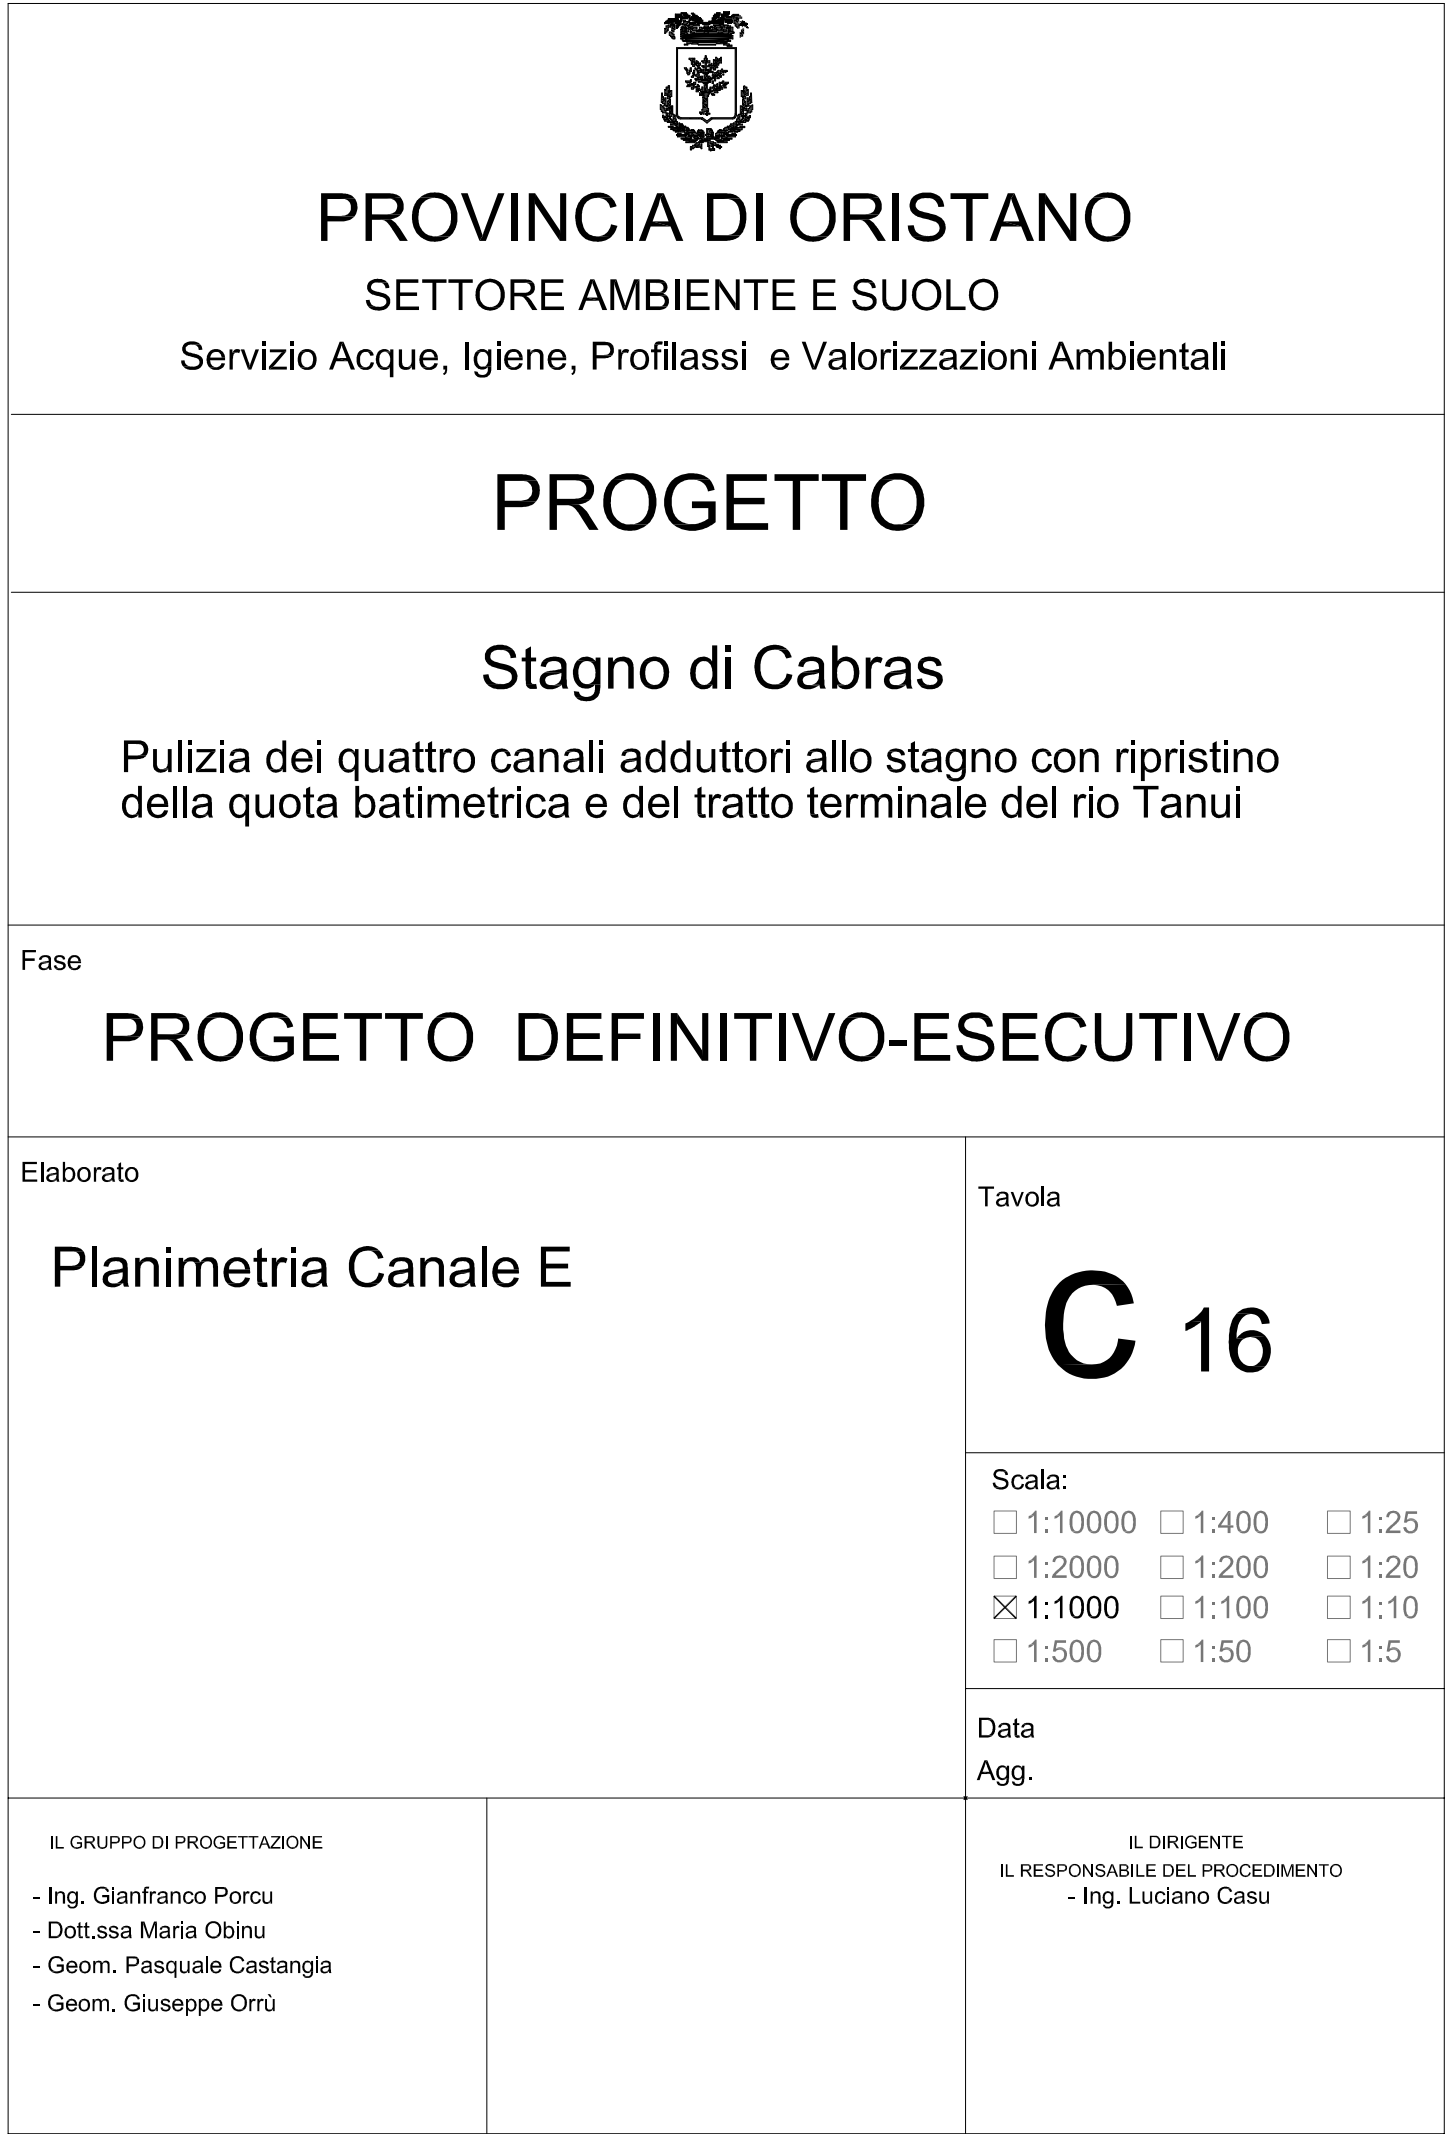 PROVINCIA DI ORISTANO
SETTORE AMBIENTE E SUOLO
Servizio Acque, Igiene, Profilassi e Valorizzazioni Ambientali
PROGETTO
Stagno di Cabras
Pulizia dei quattro canali adduttori allo stagno con ripristino
della quota batimetrica e del tratto terminale del rio Tanui
Fase
PROGETTO DEFINITIVO-ESECUTIVO
Elaborato
Planimetria Canale E
Tavola
C 16
Scala:
☐ 1:10000 ☐ 1:400 ☐ 1:25
☐ 1:2000 ☐ 1:200 ☐ 1:20
☒ 1:1000 ☐ 1:100 ☐ 1:10
☐ 1:500 ☐ 1:50 ☐ 1:5
Data
Agg.
IL GRUPPO DI PROGETTAZIONE
- Ing. Gianfranco Porcu
- Dott.ssa Maria Obinu
- Geom. Pasquale Castangia
- Geom. Giuseppe Orrù
IL DIRIGENTE
IL RESPONSABILE DEL PROCEDIMENTO
- Ing. Luciano Casu